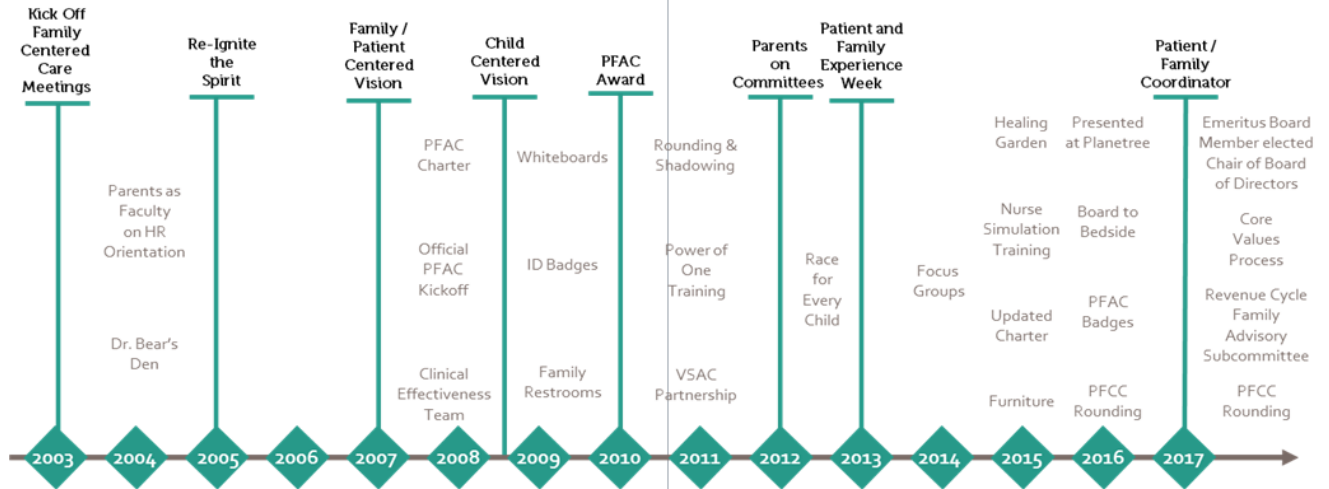 Kick Off
Family
Centered
Care
Meetings
Re-Ignite
the
Spirit
Family /
Patient
Centered
Vision
Child
Centered
Vision
PFAC
Award
Parents
on
Committees
Patient and
Family
Experience
Week
Patient /
Family
Coordinator
Parents as
Faculty
on HR
Orientation
Dr. Bear's
Den
PFAC
Charter
Official
PFAC
Kickoff
Clinical
Effectiveness
Team
Whiteboards
ID Badges
Family
Restrooms
Rounding &
Shadowing
Power of
One
Training
VSAC
Partnership
Race
for
Every
Child
Focus
Groups
Healing
Garden
Nurse
Simulation
Training
Updated
Charter
Furniture
Presented
at Planetree
Board to
Bedside
PFAC
Badges
PFCC
Rounding
Emeritus Board
Member elected
Chair of Board
of Directors
Core
Values
Process
Revenue Cycle
Family
Advisory
Subcommittee
PFCC
Rounding
2003 2004 2005 2006 2007 2008 2009 2010 2011 2012 2013 2014 2015 2016 2017